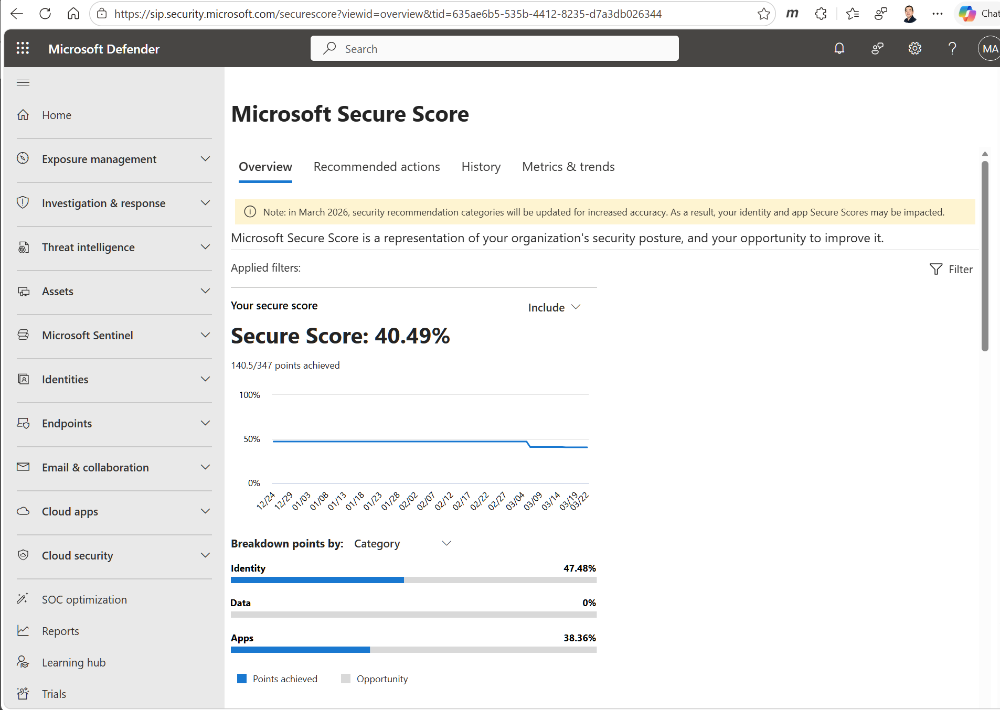 https://sip.security.microsoft.com/securescore?viewid=overview&tid=635ae6b5-535b-4412-8235-d7a3db026344
m
Chat
Microsoft Defender
Search
MA
Home
Exposure management
Investigation & response
Threat intelligence
Assets
Microsoft Sentinel
Identities
Endpoints
Email & collaboration
Cloud apps
Cloud security
SOC optimization
Reports
Learning hub
Trials
Microsoft Secure Score
Overview
Recommended actions
History
Metrics & trends
Note: in March 2026, security recommendation categories will be updated for increased accuracy. As a result, your identity and app Secure Scores may be impacted.
Microsoft Secure Score is a representation of your organization's security posture, and your opportunity to improve it.
Applied filters:
Filter
Your secure score
Include
Secure Score: 40.49%
140.5/347 points achieved
100%
50%
0%
12/24
12/29
01/03
01/08
01/13
01/18
01/23
01/28
02/02
02/07
02/12
02/17
02/22
02/27
03/04
03/09
03/14
03/19
03/22
Breakdown points by: Category
Identity 47.48%
Data 0%
Apps 38.36%
Points achieved
Opportunity